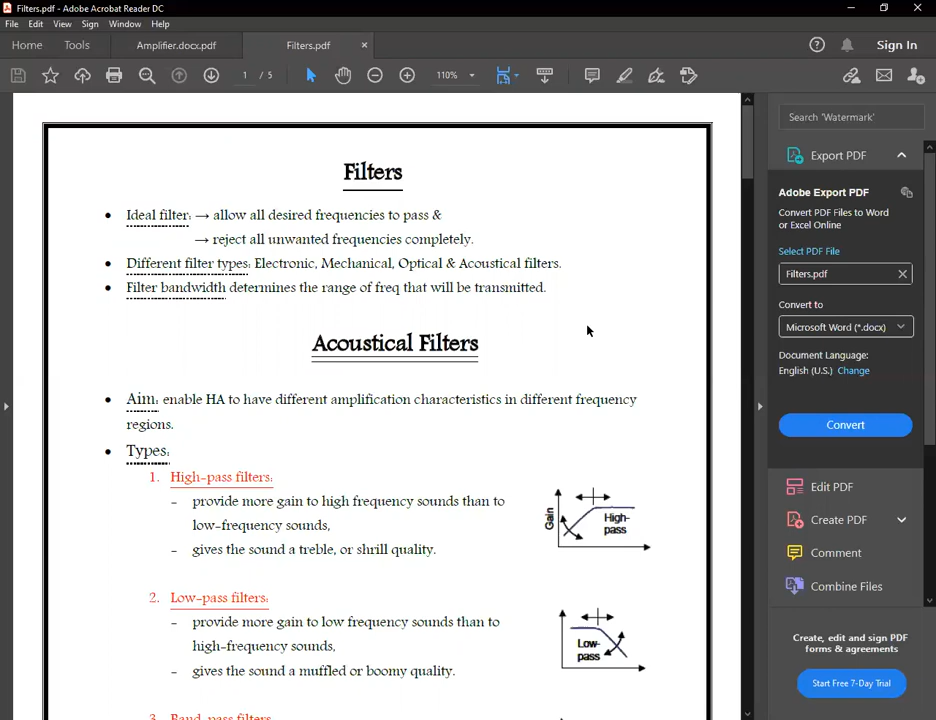 Filters.pdf - Adobe Acrobat Reader DC
File Edit View Sign Window Help
Home Tools Amplifier.docx.pdf Filters.pdf × ? Sign In
1 / 5 110%
Filters
• Ideal filter: → allow all desired frequencies to pass &
→ reject all unwanted frequencies completely.
• Different filter types: Electronic, Mechanical, Optical & Acoustical filters.
• Filter bandwidth determines the range of freq that will be transmitted.
Acoustical Filters
• Aim: enable HA to have different amplification characteristics in different frequency
regions.
• Types:
1. High-pass filters:
- provide more gain to high frequency sounds than to
low-frequency sounds,
- gives the sound a treble, or shrill quality.
Gain
High-
pass
2. Low-pass filters:
- provide more gain to low frequency sounds than to
high-frequency sounds,
- gives the sound a muffled or boomy quality.
Low-
pass
3. Band-pass filters
Search 'Watermark'
Export PDF
Adobe Export PDF
Convert PDF Files to Word
or Excel Online
Select PDF File
Filters.pdf
Convert to
Microsoft Word (*.docx)
Document Language:
English (U.S.) Change
Convert
Edit PDF
Create PDF
Comment
Combine Files
Create, edit and sign PDF
forms & agreements
Start Free 7-Day Trial